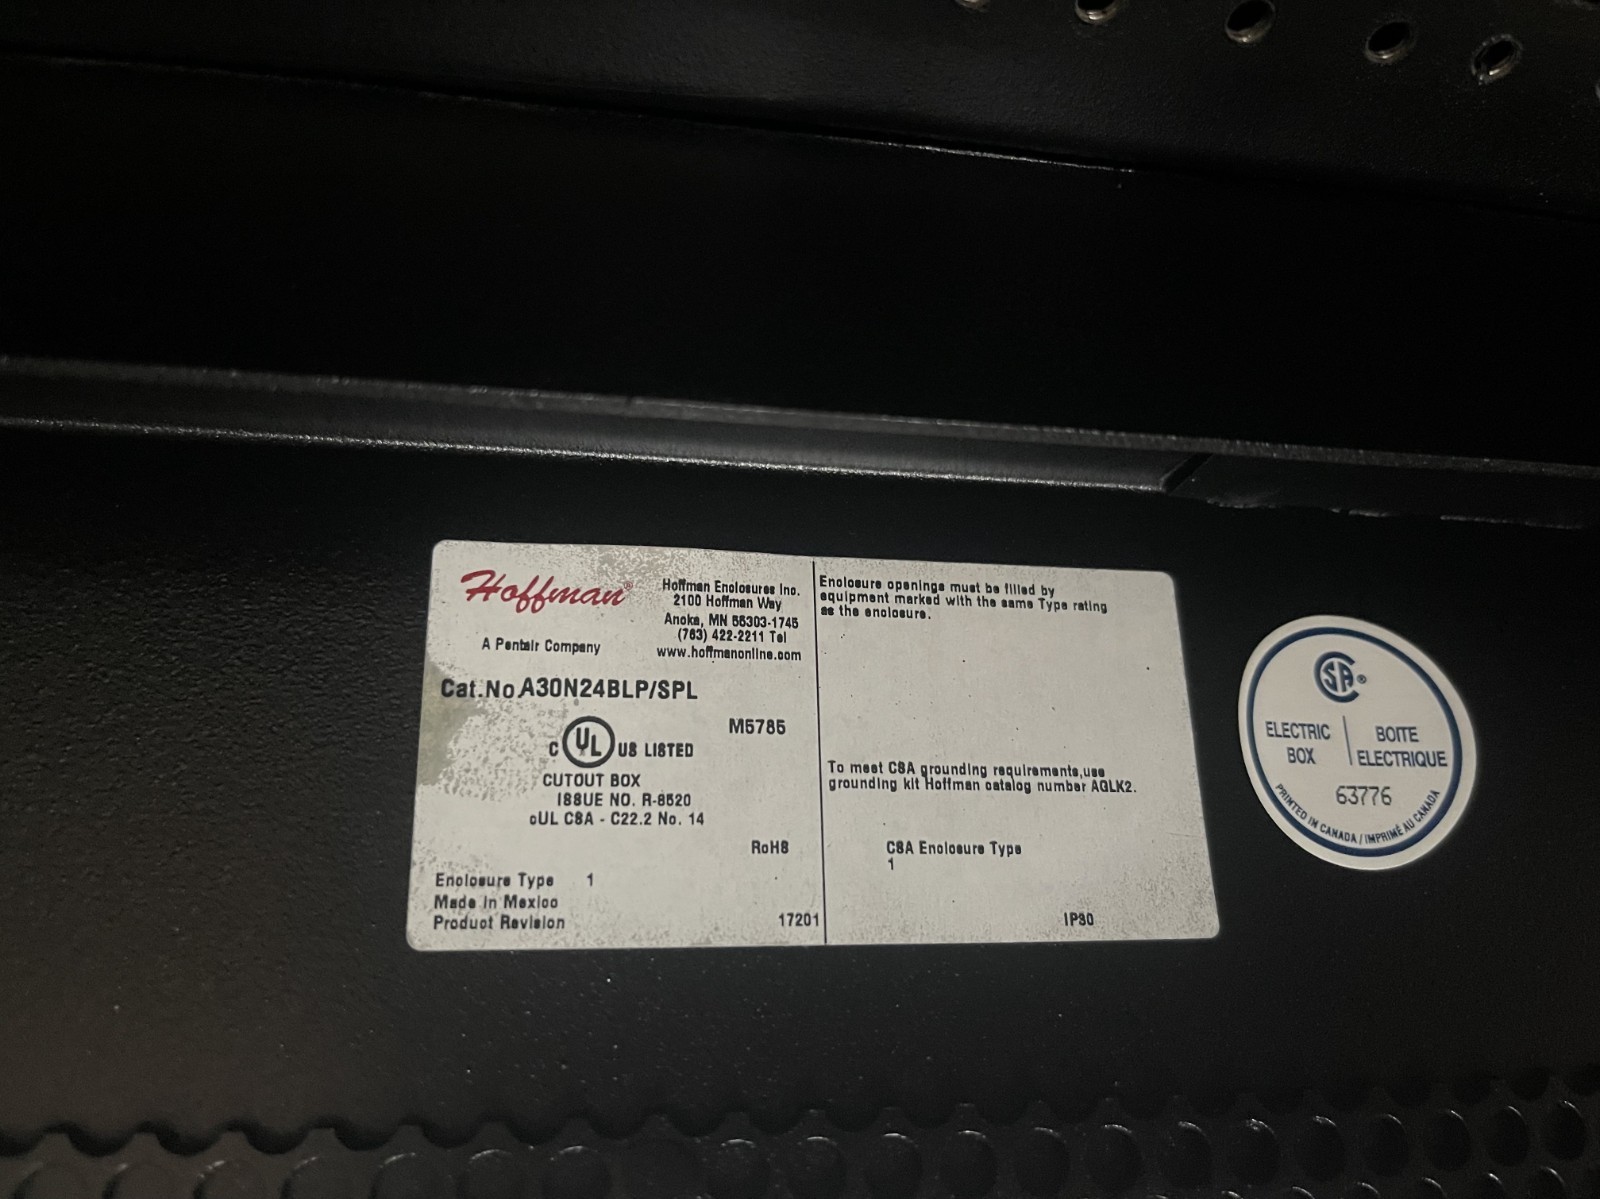 Hoffman®
A Pentair Company
Hoffman Enclosures Inc.
2100 Hoffman Way
Anoka, MN 55303-1745
(763) 422-2211 Tel
www.hoffmanonline.com
Cat.No A30N24BLP/SPL
M5785
C UL US LISTED
CUTOUT BOX
ISSUE NO. R-8520
cUL CSA - C22.2 No. 14
RoHS
Enclosure Type 1
Made in Mexico
Product Revision 17201
Enclosure openings must be filled by
equipment marked with the same Type rating
as the enclosure.
To meet CSA grounding requirements,use
grounding kit Hoffman catalog number AGLK2.
CSA Enclosure Type
1
IP30
CSA®
ELECTRIC
BOX
BOITE
ELECTRIQUE
63776
PRINTED IM CANADA / IMPRIMÉ AU CANADA